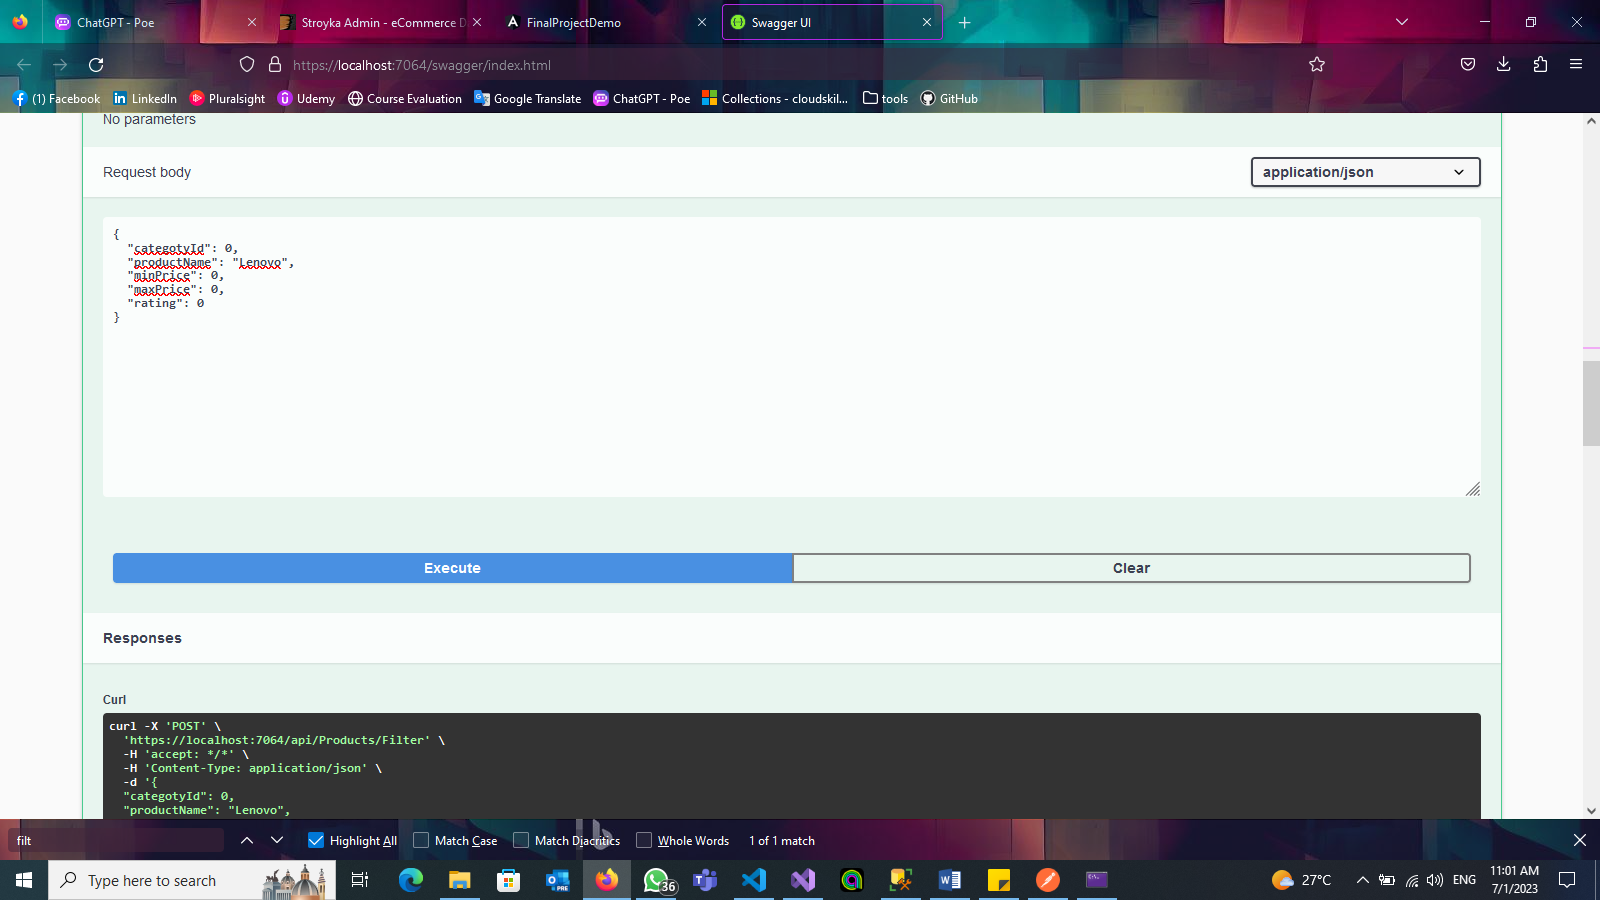 ChatGPT - Poe
Stroyka Admin - eCommerce D
FinalProjectDemo
Swagger UI
https://localhost:7064/swagger/index.html
(1) Facebook
LinkedIn
Pluralsight
Udemy
Course Evaluation
Google Translate
ChatGPT - Poe
Collections - cloudskil...
tools
GitHub
No parameters
Request body
application/json
{
"categotyId": 0,
"productName": "Lenovo",
"minPrice": 0,
"maxPrice": 0,
"rating": 0
}
Execute
Clear
Responses
Curl
curl -X 'POST' \
'https://localhost:7064/api/Products/Filter' \
-H 'accept: */*' \
-H 'Content-Type: application/json' \
-d '{
"categotyId": 0,
"productName": "Lenovo",
filt
Highlight All
Match Case
Match Diacritics
Whole Words
1 of 1 match
Type here to search
PRE
36
27°C
ENG
11:01 AM
7/1/2023